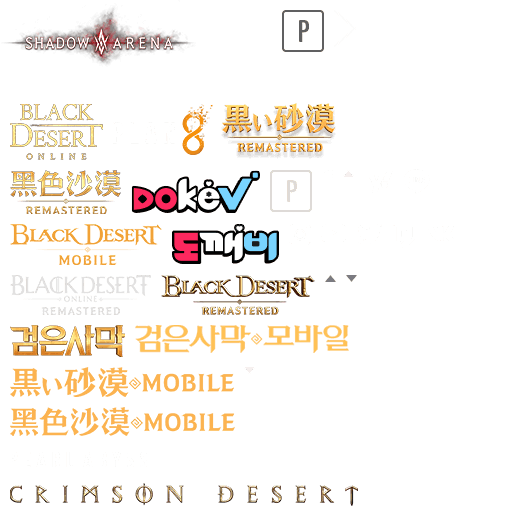 SHADOW ARENA
P
BLACK
DESERT
ONLINE
8
黒い砂漠
REMASTERED
黑色沙漠
REMASTERED
DOKEV
P
BLACK DESERT
MOBILE
도깨비
BLACK DESERT
ONLINE
REMASTERED
BLACK DESERT
REMASTERED
검은사막
검은사막 모바일
黒い砂漠 MOBILE
黑色沙漠 MOBILE
CRIMSON DESERT